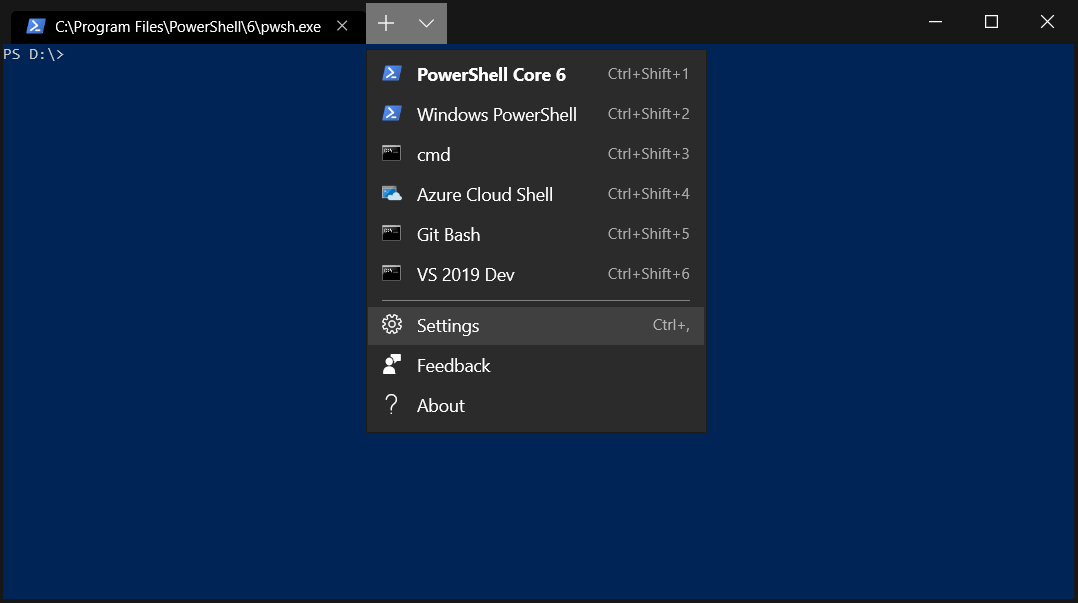 C:\Program Files\PowerShell\6\pwsh.exe
PS D:\>
PowerShell Core 6 Ctrl+Shift+1
Windows PowerShell Ctrl+Shift+2
cmd Ctrl+Shift+3
Azure Cloud Shell Ctrl+Shift+4
Git Bash Ctrl+Shift+5
VS 2019 Dev Ctrl+Shift+6
Settings Ctrl+,
Feedback
About